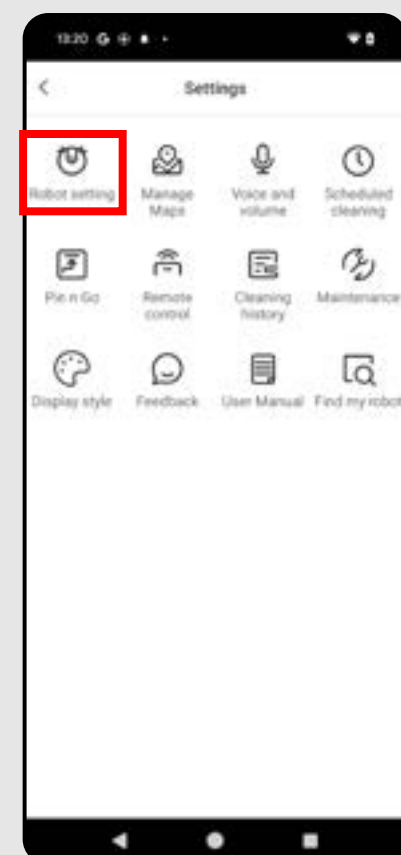 13:20 G
Settings
Robot setting
Manage
Maps
Voice and
volume
Scheduled
cleaning
Pin n Go
Remote
control
Cleaning
history
Maintenance
Display style
Feedback
User Manual
Find my robot